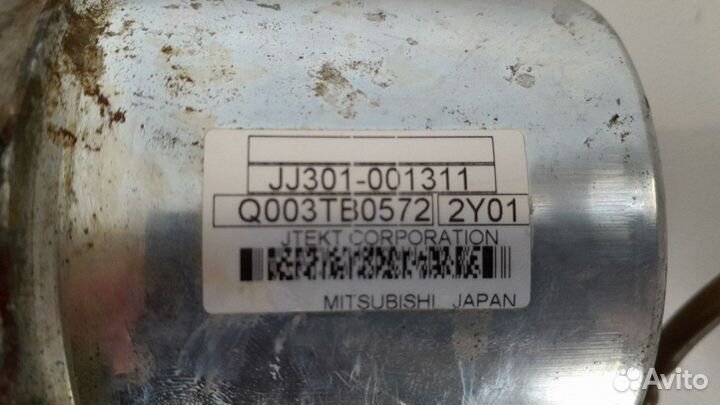 JJ301-001311
Q003TB0572 2Y01
JTEKT CORPORATION
MITSUBISHI JAPAN
Avito